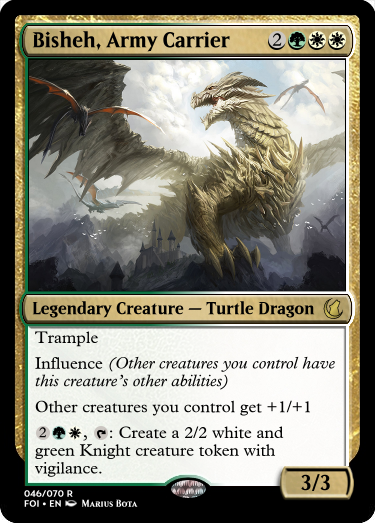 Bisheh, Army Carrier 2
Legendary Creature — Turtle Dragon
Trample
Influence (Other creatures you control have
this creature's other abilities)
Other creatures you control get +1/+1
2 , : Create a 2/2 white and
green Knight creature token with
vigilance.
3/3
046/070 R
FOI • EN Marius Bota